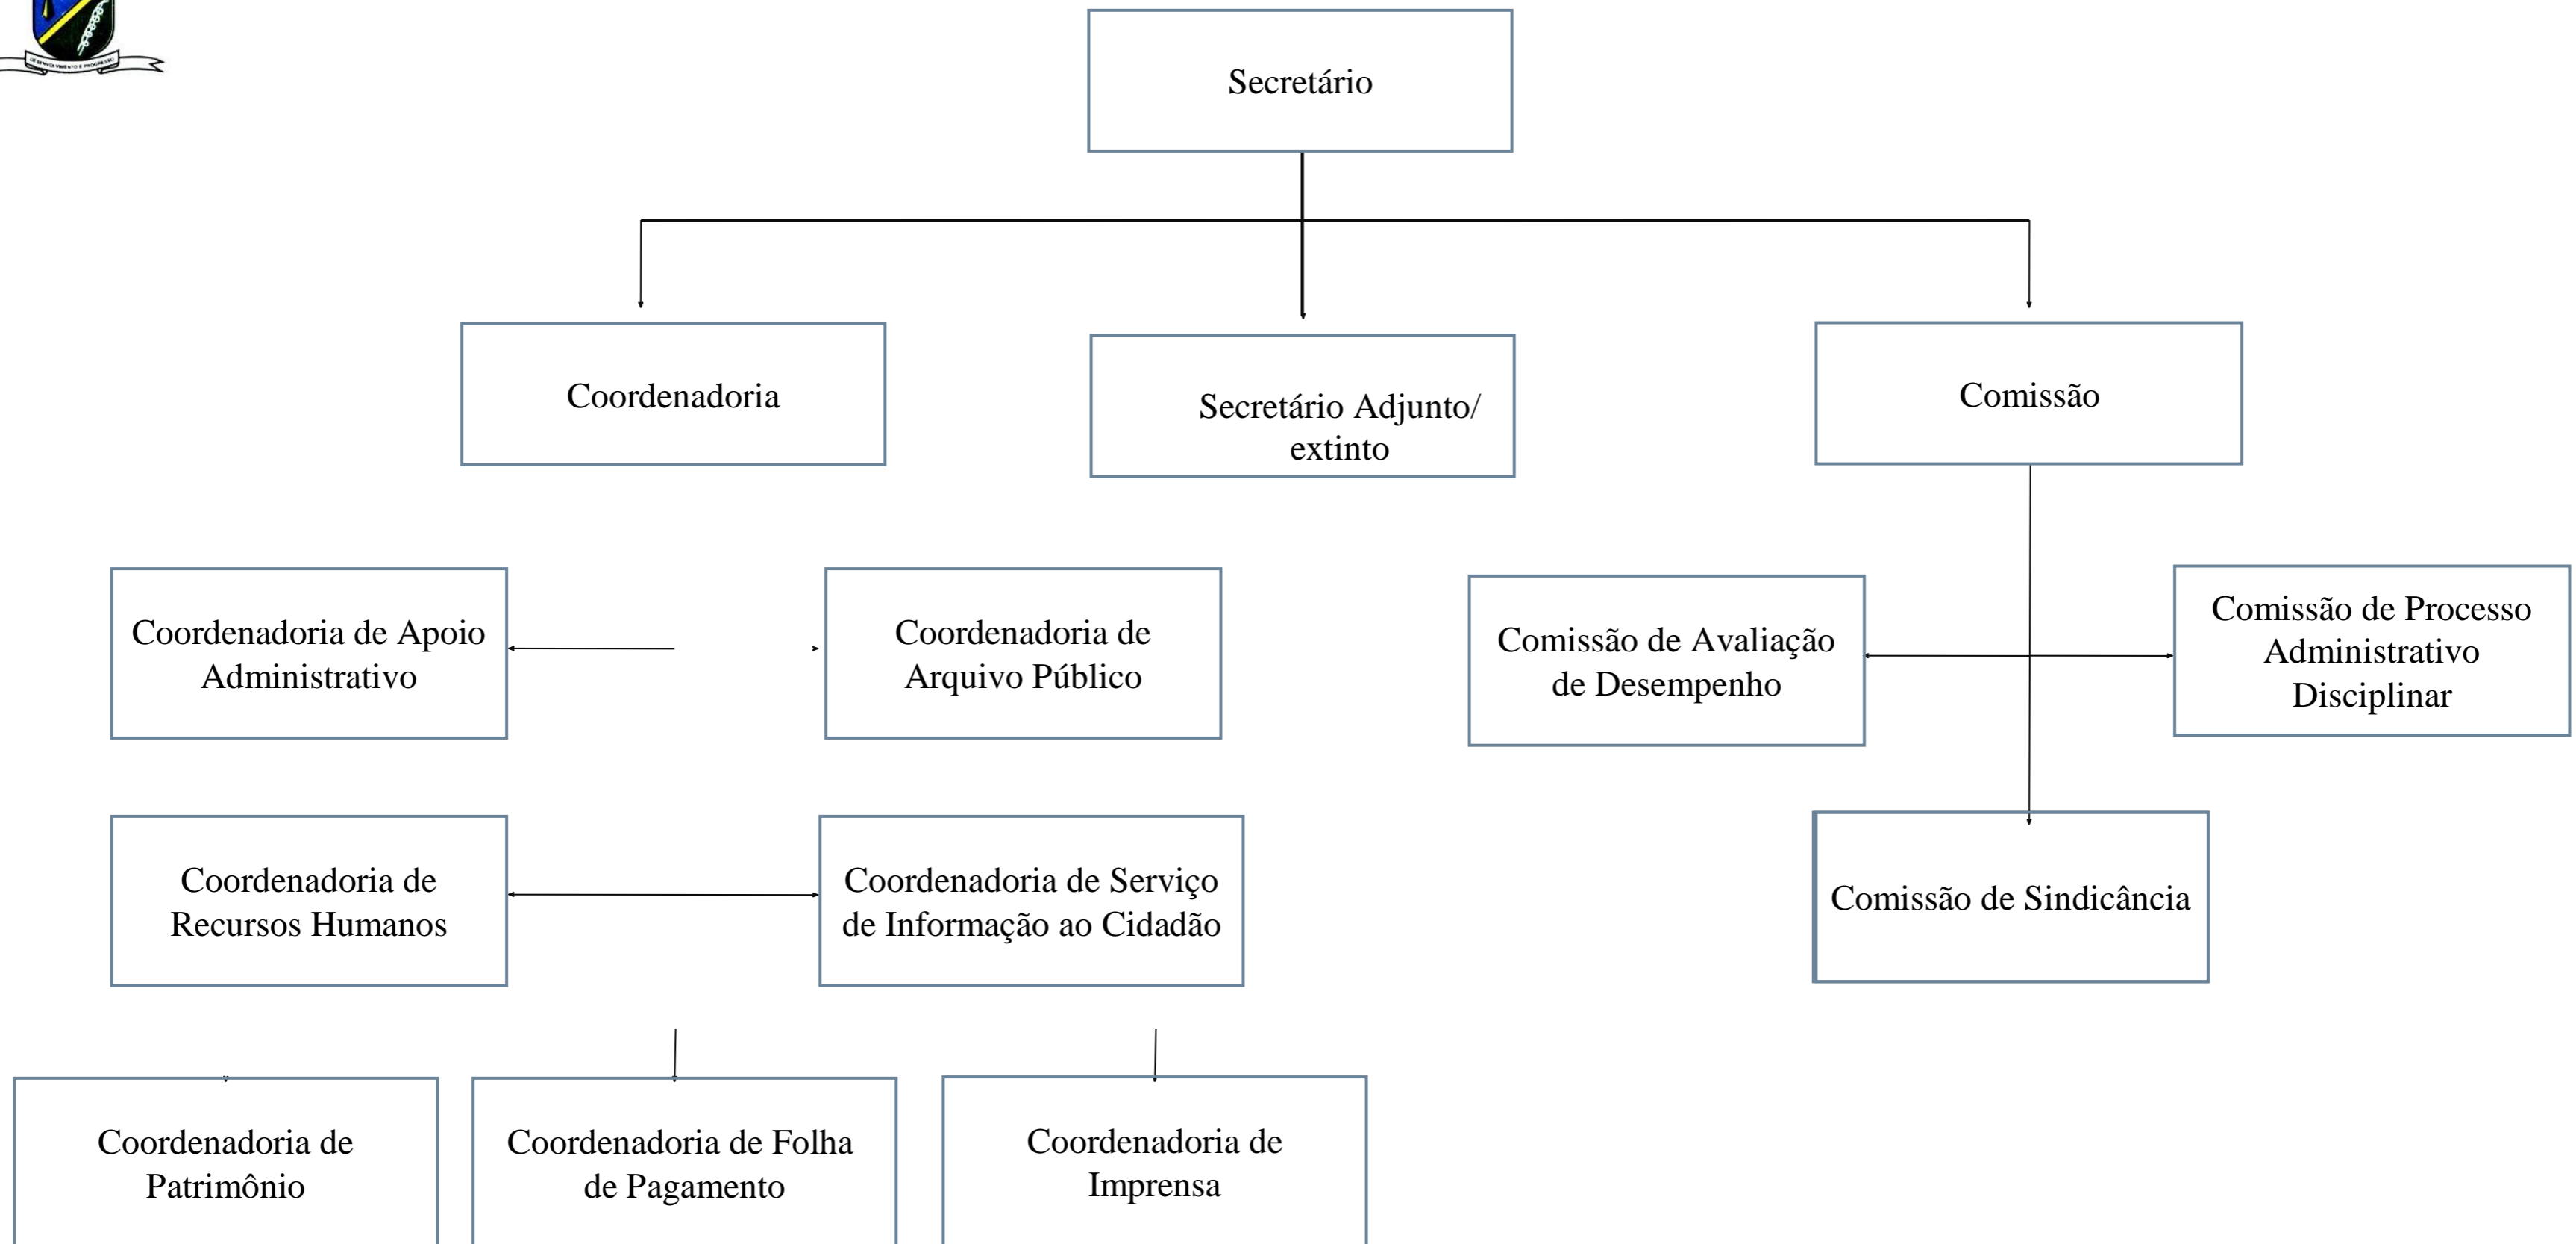 DESENVOLVIMENTO E PROGRESSO
Secretário
Coordenadoria
Secretário Adjunto/
extinto
Comissão
Coordenadoria de Apoio
Administrativo
Coordenadoria de
Arquivo Público
Comissão de Avaliação
de Desempenho
Comissão de Processo
Administrativo
Disciplinar
Coordenadoria de
Recursos Humanos
Coordenadoria de Serviço
de Informação ao Cidadão
Comissão de Sindicância
Coordenadoria de
Patrimônio
Coordenadoria de Folha
de Pagamento
Coordenadoria de
Imprensa